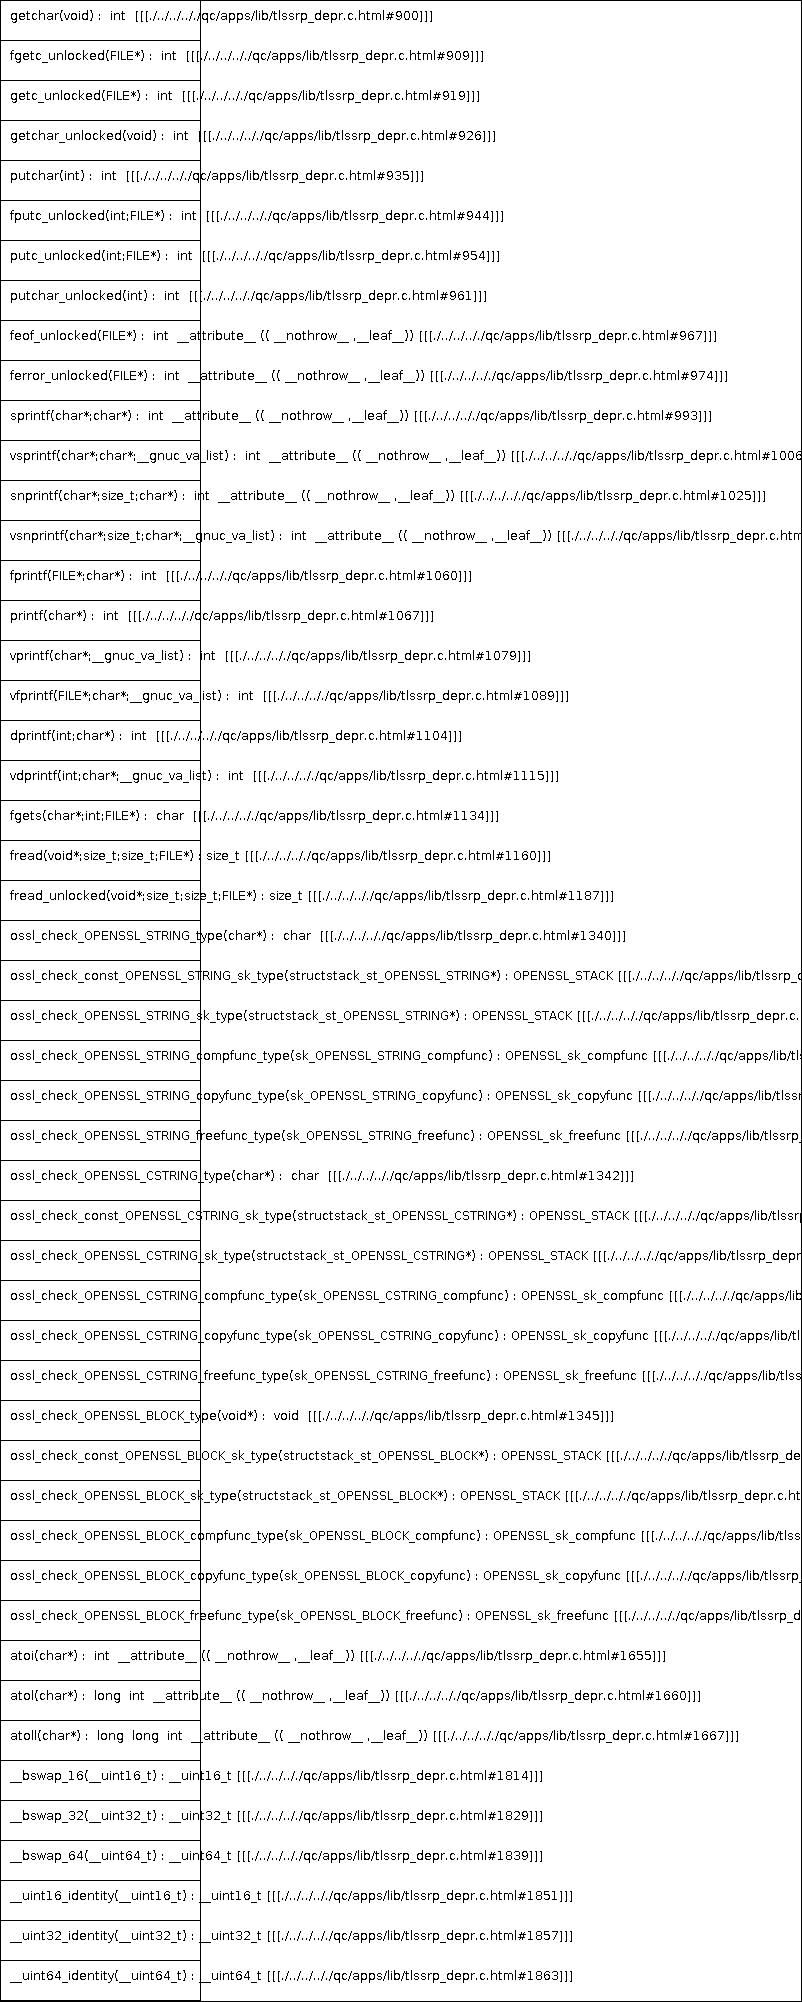 getchar(void) : int [[[./../../../qc/apps/lib/tlssrp_depr.c.html#900]]]
fgetc_unlocked(FILE*) : int [[[./../../../qc/apps/lib/tlssrp_depr.c.html#909]]]
getc_unlocked(FILE*) : int [[[./../../../qc/apps/lib/tlssrp_depr.c.html#919]]]
getchar_unlocked(void) : int [[[./../../../qc/apps/lib/tlssrp_depr.c.html#926]]]
putchar(int) : int [[[./../../../qc/apps/lib/tlssrp_depr.c.html#935]]]
fputc_unlocked(int;FILE*) : int [[[./../../../qc/apps/lib/tlssrp_depr.c.html#944]]]
putc_unlocked(int;FILE*) : int [[[./../../../qc/apps/lib/tlssrp_depr.c.html#954]]]
putchar_unlocked(int) : int [[[./../../../qc/apps/lib/tlssrp_depr.c.html#961]]]
feof_unlocked(FILE*) : int __attribute__ (( __nothrow__ ,__leaf__)) [[[./../../../qc/apps/lib/tlssrp_depr.c.html#967]]]
ferror_unlocked(FILE*) : int __attribute__ (( __nothrow__ ,__leaf__)) [[[./../../../qc/apps/lib/tlssrp_depr.c.html#974]]]
sprintf(char*;char*) : int __attribute__ (( __nothrow__ ,__leaf__)) [[[./../../../qc/apps/lib/tlssrp_depr.c.html#993]]]
vsprintf(char*;char*;__gnuc_va_list) : int __attribute__ (( __nothrow__ ,__leaf__)) [[[./../../../qc/apps/lib/tlssrp_depr.c.html#1006
snprintf(char*;size_t;char*) : int __attribute__ (( __nothrow__ ,__leaf__)) [[[./../../../qc/apps/lib/tlssrp_depr.c.html#1025]]]
vsnprintf(char*;size_t;char*;__gnuc_va_list) : int __attribute__ (( __nothrow__ ,__leaf__)) [[[./../../../qc/apps/lib/tlssrp_depr.c.htm
fprintf(FILE*;char*) : int [[[./../../../qc/apps/lib/tlssrp_depr.c.html#1060]]]
printf(char*) : int [[[./../../../qc/apps/lib/tlssrp_depr.c.html#1067]]]
vprintf(char*;__gnuc_va_list) : int [[[./../../../qc/apps/lib/tlssrp_depr.c.html#1079]]]
vfprintf(FILE*;char*;__gnuc_va_list) : int [[[./../../../qc/apps/lib/tlssrp_depr.c.html#1089]]]
dprintf(int;char*) : int [[[./../../../qc/apps/lib/tlssrp_depr.c.html#1104]]]
vdprintf(int;char*;__gnuc_va_list) : int [[[./../../../qc/apps/lib/tlssrp_depr.c.html#1115]]]
fgets(char*;int;FILE*) : char [[[./../../../qc/apps/lib/tlssrp_depr.c.html#1134]]]
fread(void*;size_t;size_t;FILE*) : size_t [[[./../../../qc/apps/lib/tlssrp_depr.c.html#1160]]]
fread_unlocked(void*;size_t;size_t;FILE*) : size_t [[[./../../../qc/apps/lib/tlssrp_depr.c.html#1187]]]
ossl_check_OPENSSL_STRING_type(char*) : char [[[./../../../qc/apps/lib/tlssrp_depr.c.html#1340]]]
ossl_check_const_OPENSSL_STRING_sk_type(structstack_st_OPENSSL_STRING*) : OPENSSL_STACK [[[./../../../qc/apps/lib/tlssrp_d
ossl_check_OPENSSL_STRING_sk_type(structstack_st_OPENSSL_STRING*) : OPENSSL_STACK [[[./../../../qc/apps/lib/tlssrp_depr.c.
ossl_check_OPENSSL_STRING_compfunc_type(sk_OPENSSL_STRING_compfunc) : OPENSSL_sk_compfunc [[[./../../../qc/apps/lib/tls
ossl_check_OPENSSL_STRING_copyfunc_type(sk_OPENSSL_STRING_copyfunc) : OPENSSL_sk_copyfunc [[[./../../../qc/apps/lib/tlssr
ossl_check_OPENSSL_STRING_freefunc_type(sk_OPENSSL_STRING_freefunc) : OPENSSL_sk_freefunc [[[./../../../qc/apps/lib/tlssrp_
ossl_check_OPENSSL_CSTRING_type(char*) : char [[[./../../../qc/apps/lib/tlssrp_depr.c.html#1342]]]
ossl_check_const_OPENSSL_CSTRING_sk_type(structstack_st_OPENSSL_CSTRING*) : OPENSSL_STACK [[[./../../../qc/apps/lib/tlssrp
ossl_check_OPENSSL_CSTRING_sk_type(structstack_st_OPENSSL_CSTRING*) : OPENSSL_STACK [[[./../../../qc/apps/lib/tlssrp_depr
ossl_check_OPENSSL_CSTRING_compfunc_type(sk_OPENSSL_CSTRING_compfunc) : OPENSSL_sk_compfunc [[[./../../../qc/apps/lib
ossl_check_OPENSSL_CSTRING_copyfunc_type(sk_OPENSSL_CSTRING_copyfunc) : OPENSSL_sk_copyfunc [[[./../../../qc/apps/lib/tl
ossl_check_OPENSSL_CSTRING_freefunc_type(sk_OPENSSL_CSTRING_freefunc) : OPENSSL_sk_freefunc [[[./../../../qc/apps/lib/tlss
ossl_check_OPENSSL_BLOCK_type(void*) : void [[[./../../../qc/apps/lib/tlssrp_depr.c.html#1345]]]
ossl_check_const_OPENSSL_BLOCK_sk_type(structstack_st_OPENSSL_BLOCK*) : OPENSSL_STACK [[[./../../../qc/apps/lib/tlssrp_de
ossl_check_OPENSSL_BLOCK_sk_type(structstack_st_OPENSSL_BLOCK*) : OPENSSL_STACK [[[./../../../qc/apps/lib/tlssrp_depr.c.ht
ossl_check_OPENSSL_BLOCK_compfunc_type(sk_OPENSSL_BLOCK_compfunc) : OPENSSL_sk_compfunc [[[./../../../qc/apps/lib/tlss
ossl_check_OPENSSL_BLOCK_copyfunc_type(sk_OPENSSL_BLOCK_copyfunc) : OPENSSL_sk_copyfunc [[[./../../../qc/apps/lib/tlssrp_
ossl_check_OPENSSL_BLOCK_freefunc_type(sk_OPENSSL_BLOCK_freefunc) : OPENSSL_sk_freefunc [[[./../../../qc/apps/lib/tlssrp_d
atoi(char*) : int __attribute__ (( __nothrow__ ,__leaf__)) [[[./../../../qc/apps/lib/tlssrp_depr.c.html#1655]]]
atol(char*) : long int __attribute__ (( __nothrow__ ,__leaf__)) [[[./../../../qc/apps/lib/tlssrp_depr.c.html#1660]]]
atoll(char*) : long long int __attribute__ (( __nothrow__ ,__leaf__)) [[[./../../../qc/apps/lib/tlssrp_depr.c.html#1667]]]
__bswap_16(__uint16_t) : __uint16_t [[[./../../../qc/apps/lib/tlssrp_depr.c.html#1814]]]
__bswap_32(__uint32_t) : __uint32_t [[[./../../../qc/apps/lib/tlssrp_depr.c.html#1829]]]
__bswap_64(__uint64_t) : __uint64_t [[[./../../../qc/apps/lib/tlssrp_depr.c.html#1839]]]
__uint16_identity(__uint16_t) : __uint16_t [[[./../../../qc/apps/lib/tlssrp_depr.c.html#1851]]]
__uint32_identity(__uint32_t) : __uint32_t [[[./../../../qc/apps/lib/tlssrp_depr.c.html#1857]]]
__uint64_identity(__uint64_t) : __uint64_t [[[./../../../qc/apps/lib/tlssrp_depr.c.html#1863]]]